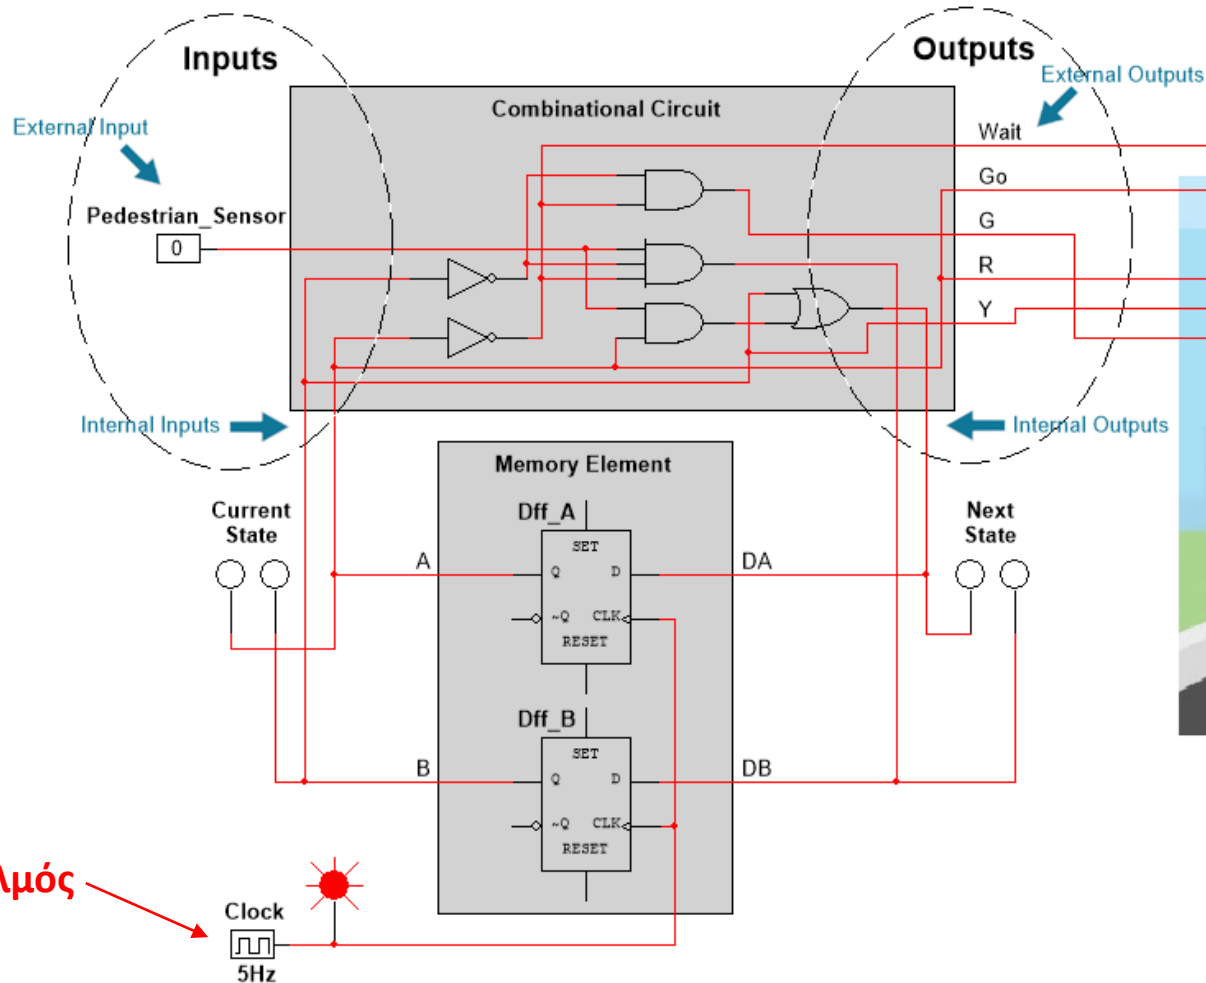 Inputs
Outputs
External Outputs
External Input
Combinational Circuit
Wait
Go
Pedestrian_Sensor
0
G
R
Y
Internal Inputs
Internal Outputs
Memory Element
Current
State
Dff_A
Next
State
SET
A
Q
D
DA
~Q
CLK
RESET
Dff_B
SET
B
Q
D
DB
~Q
CLK
RESET
λμός
Clock
5Hz